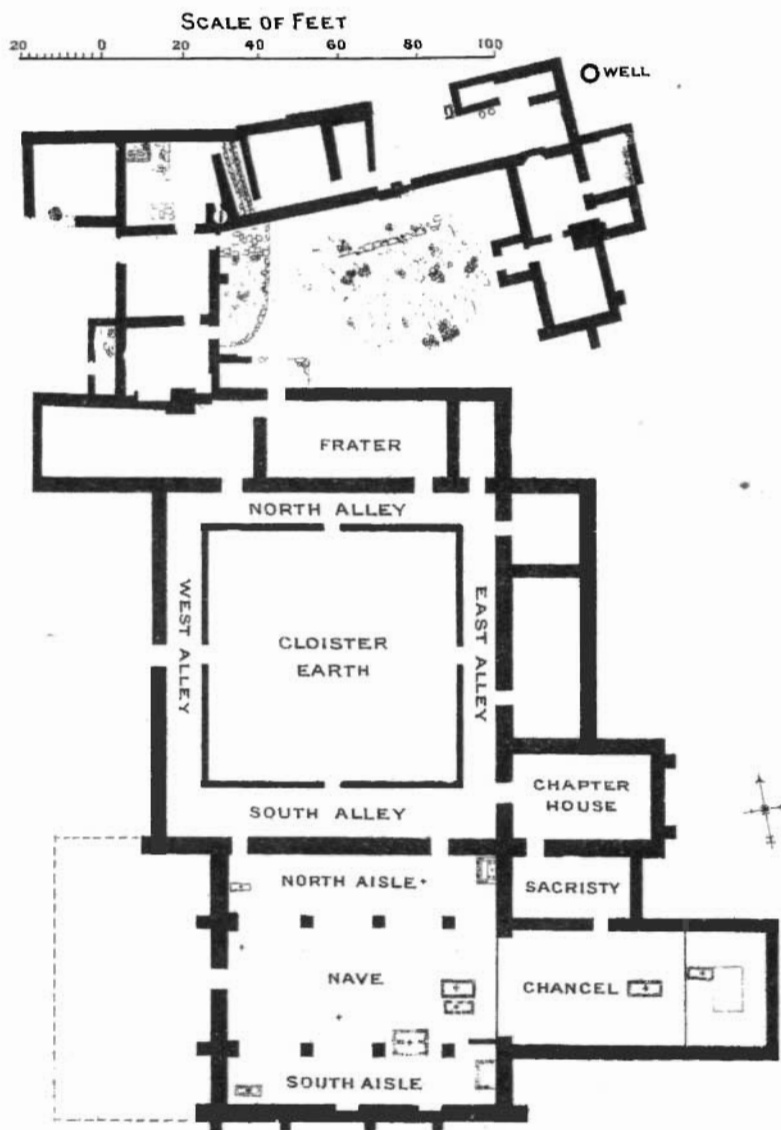 SCALE OF FEET
20 0 20 40 60 80 100
WELL
FRATER
NORTH ALLEY
WEST ALLEY
EAST ALLEY
CLOISTER
EARTH
SOUTH ALLEY
CHAPTER
HOUSE
NORTH AISLE
SACRISTY
NAVE
CHANCEL
SOUTH AISLE